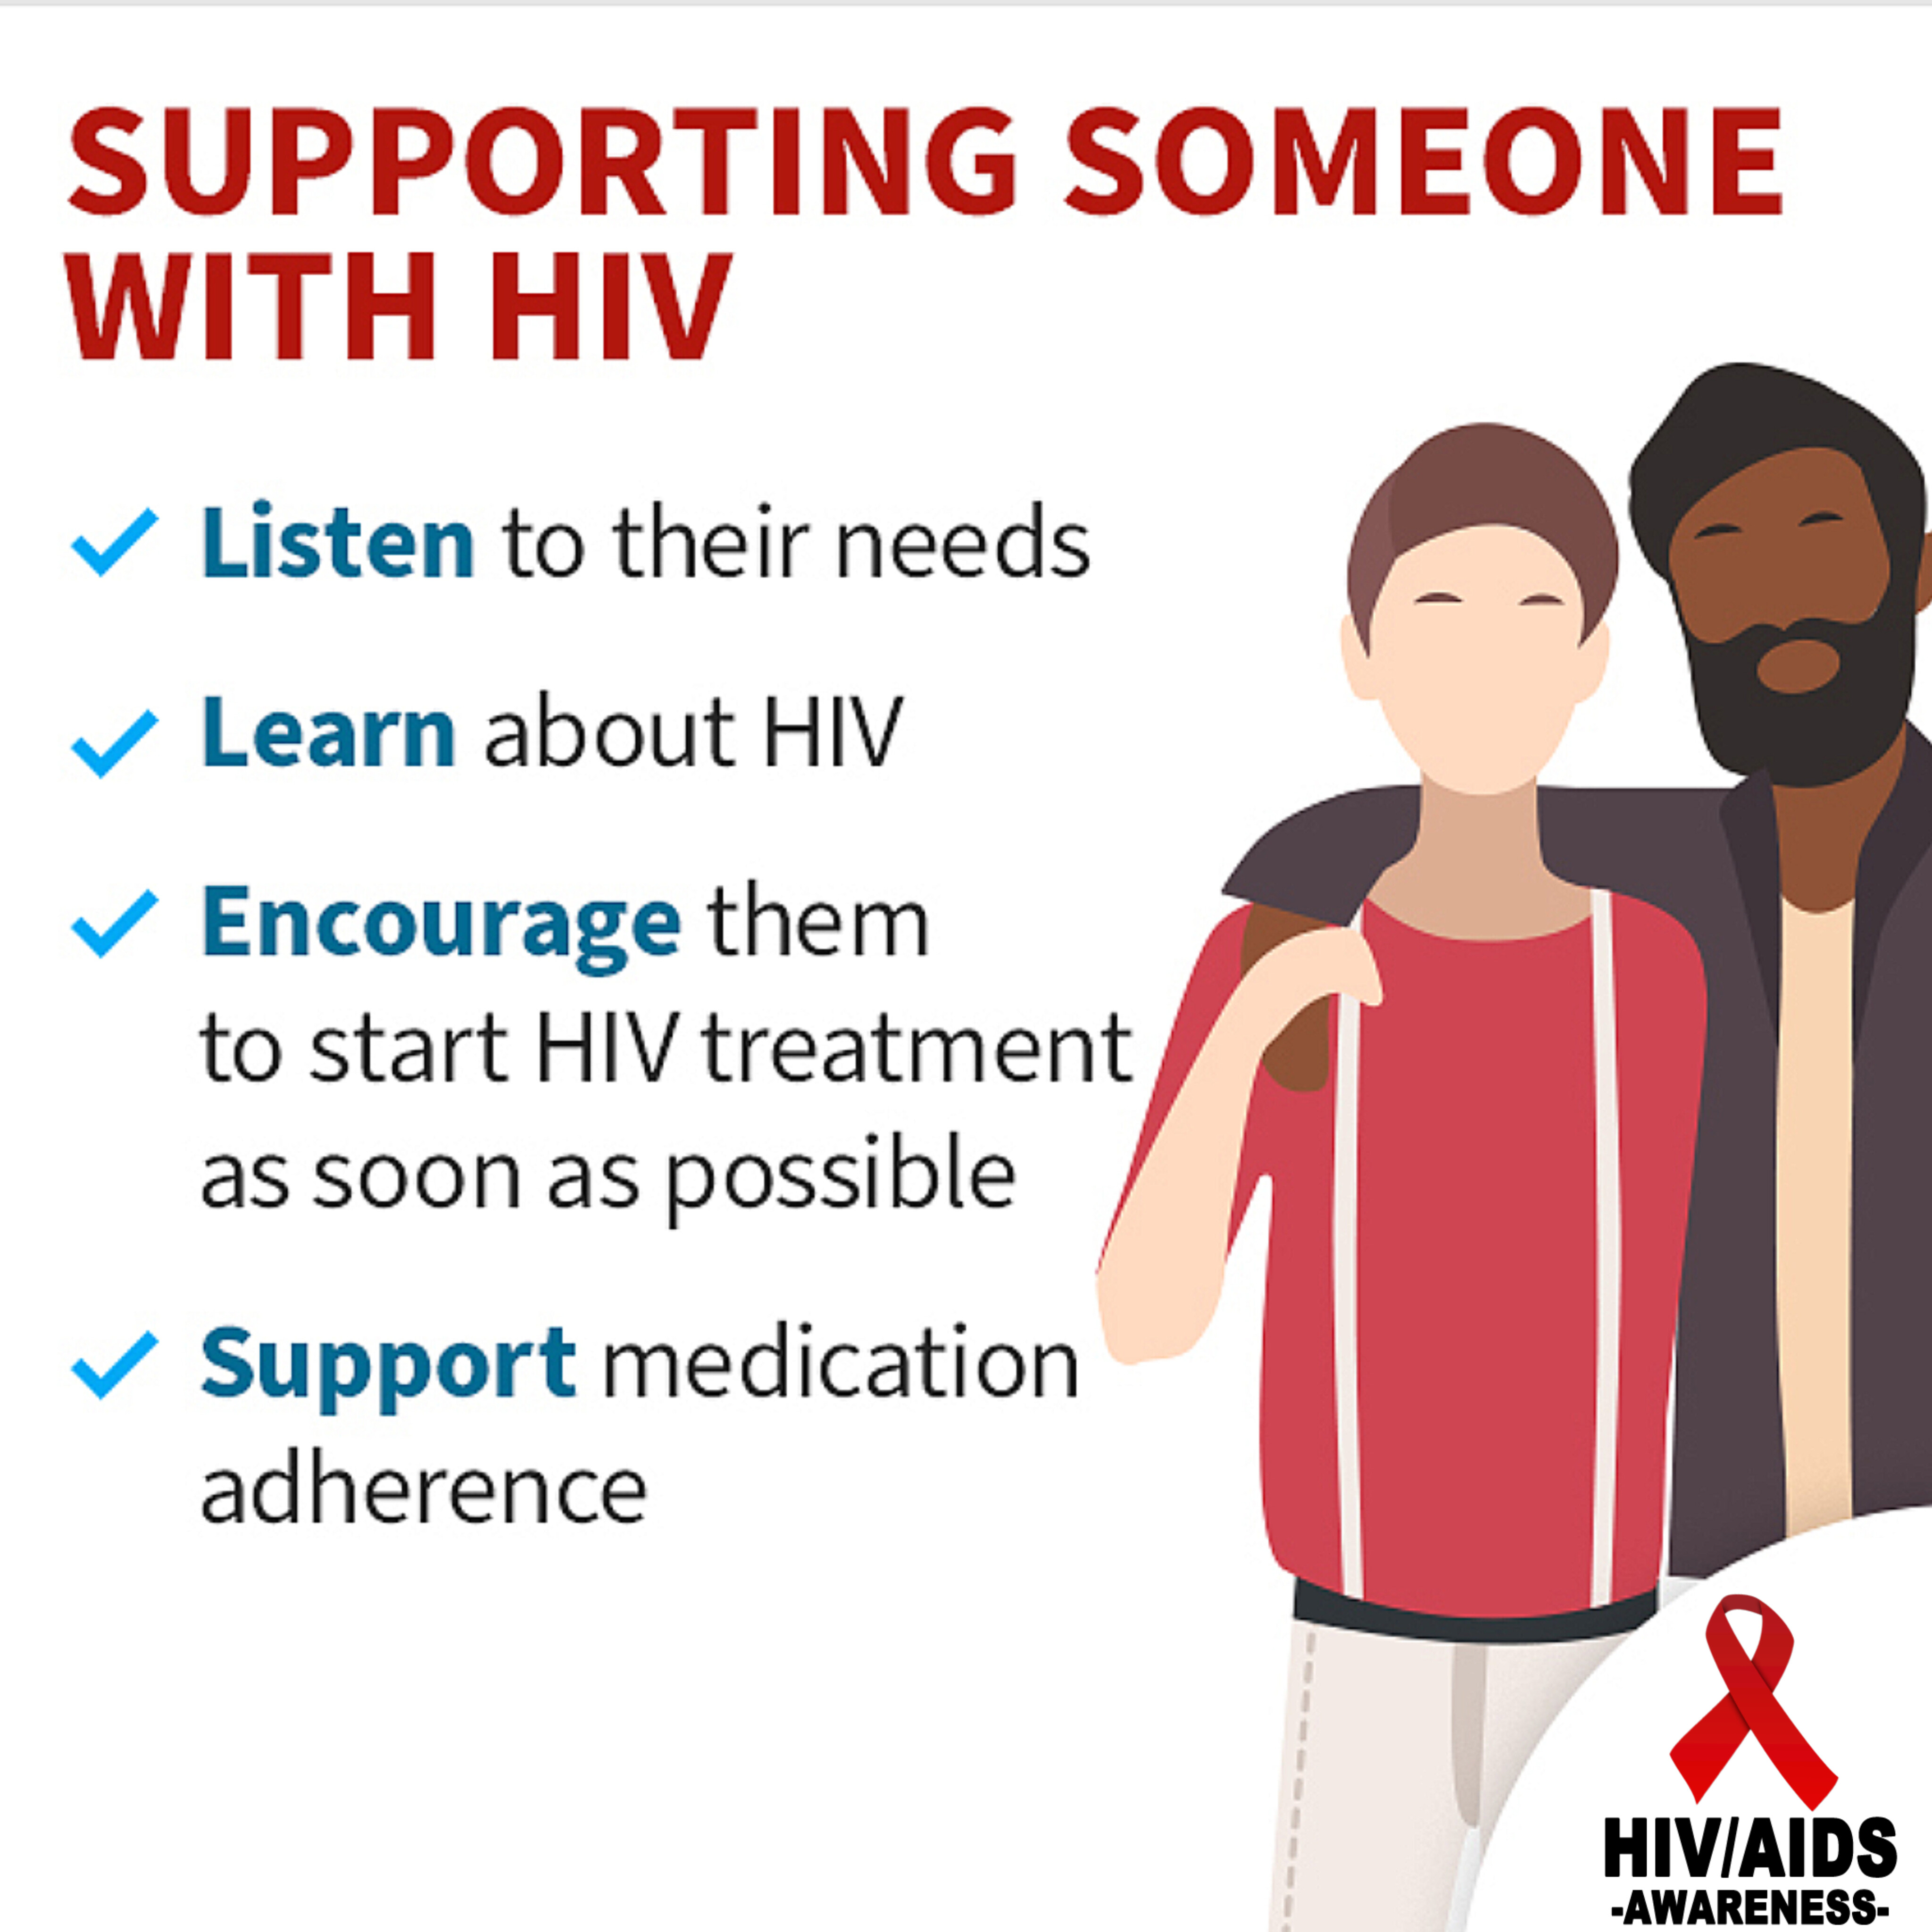 SUPPORTING SOMEONE
WITH HIV
Listen to their needs
Learn about HIV
Encourage them
to start HIV treatment
as soon as possible
Support medication
adherence
HIV/AIDS
-AWARENESS-